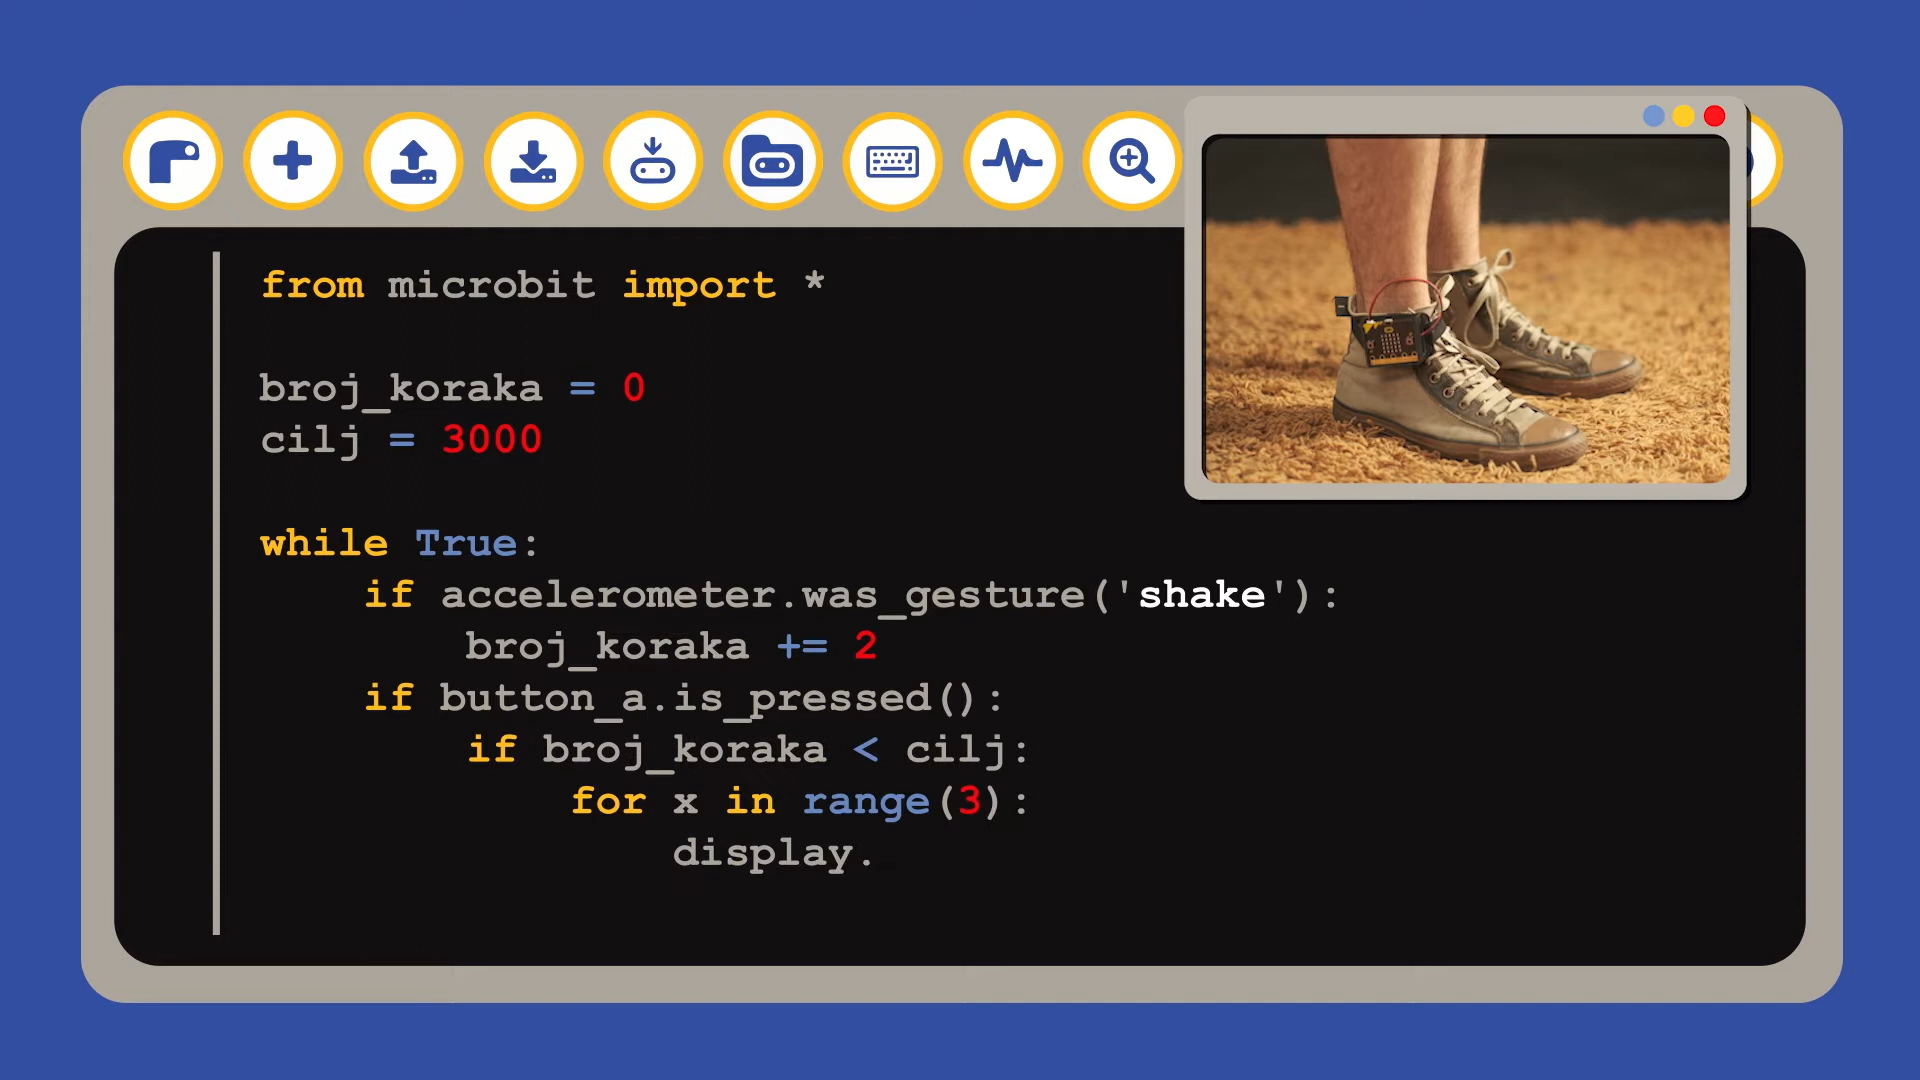 from microbit import *
broj_koraka = 0
cilj = 3000
while True:
if accelerometer.was_gesture('shake'):
broj_koraka += 2
if button_a.is_pressed():
if broj_koraka < cilj:
for x in range(3):
display.